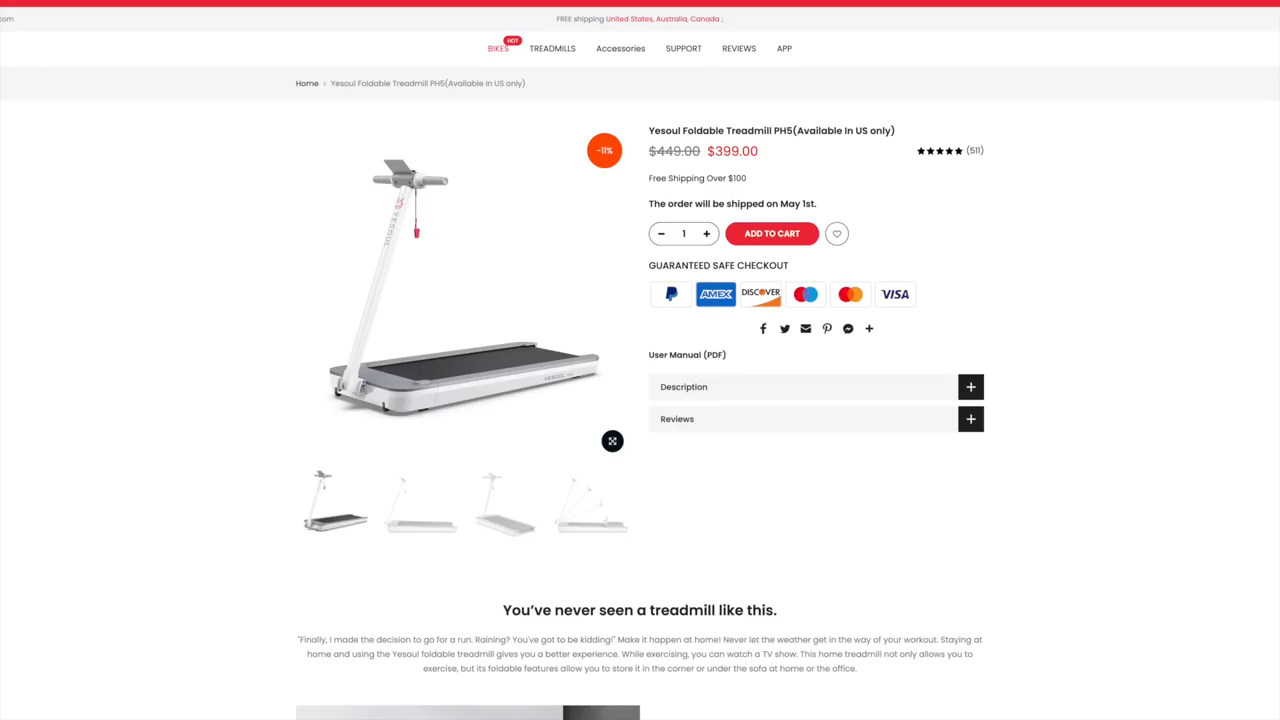 com
FREE shipping United States, Australia, Canada ;
HOT
BIKES TREADMILLS Accessories SUPPORT REVIEWS APP
Home > Yesoul Foldable Treadmill PH5(Available In US only)
-11%
YESOUL
YESOUL
Yesoul Foldable Treadmill PH5(Available In US only)
$449.00 $399.00
★★★★★ (511)
Free Shipping Over $100
The order will be shipped on May 1st.
− 1 + ADD TO CART
GUARANTEED SAFE CHECKOUT
AMEX DISCOVER VISA
User Manual (PDF)
Description +
Reviews +
You’ve never seen a treadmill like this.
"Finally, I made the decision to go for a run. Raining? You've got to be kidding!" Make it happen at home! Never let the weather get in the way of your workout. Staying at
home and using the Yesoul foldable treadmill gives you a better experience. While exercising, you can watch a TV show. This home treadmill not only allows you to
exercise, but its foldable features allow you to store it in the corner or under the sofa at home or the office.